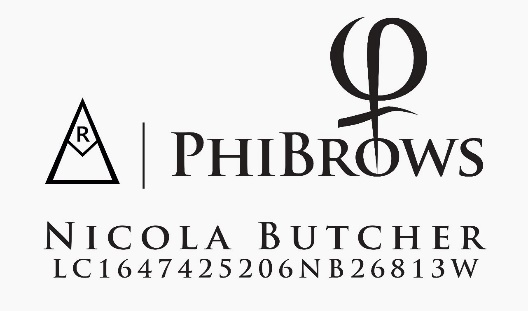 R
PHIBROWS
NICOLA BUTCHER
LC1647425206NB26813W